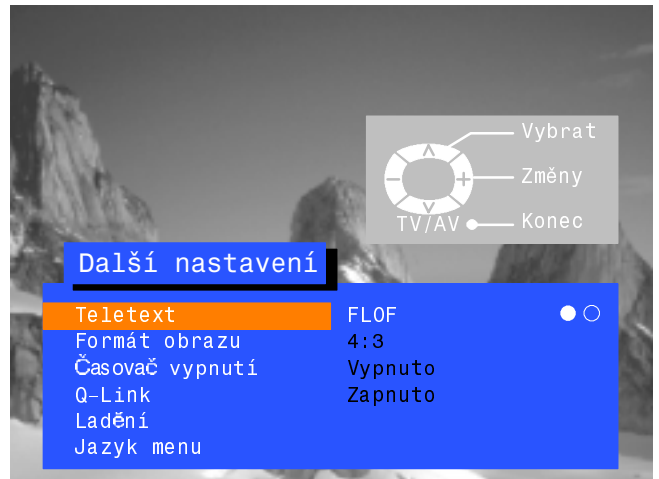 Vybrat
Změny
TV/AV Konec
Další nastavení
Teletext FLOF
Formát obrazu 4:3
Časovač vypnutí Vypnuto
Q-Link Zapnuto
Ladění
Jazyk menu